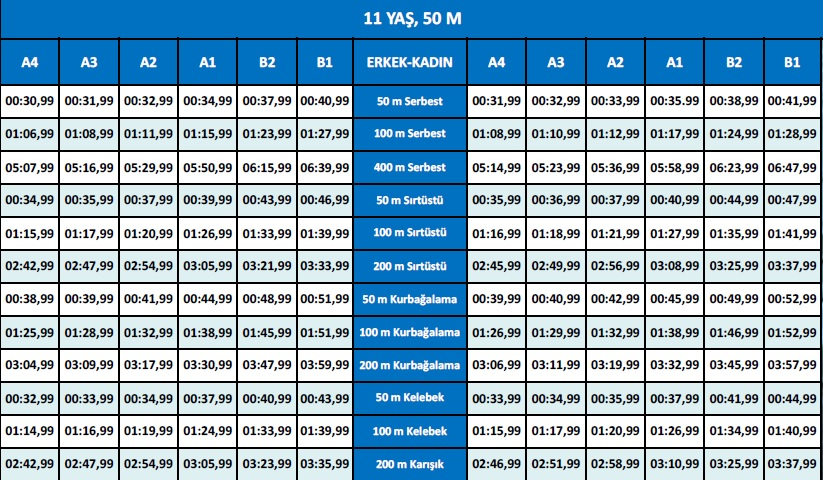 11 YAŞ, 50 M
A4 A3 A2 A1 B2 B1 ERKEK-KADIN A4 A3 A2 A1 B2 B1
00:30,99 00:31,99 00:32,99 00:34,99 00:37,99 00:40,99 50 m Serbest 00:31,99 00:32,99 00:33,99 00:35.99 00:38,99 00:41,99
01:06,99 01:08,99 01:11,99 01:15,99 01:23,99 01:27,99 100 m Serbest 01:08,99 01:10,99 01:12,99 01:17,99 01:24,99 01:28,99
05:07,99 05:16,99 05:29,99 05:50,99 06:15,99 06:39,99 400 m Serbest 05:14,99 05:23,99 05:36,99 05:58,99 06:23,99 06:47,99
00:34,99 00:35,99 00:37,99 00:39,99 00:43,99 00:46,99 50 m Sırtüstü 00:35,99 00:36,99 00:37,99 00:40,99 00:44,99 00:47,99
01:15,99 01:17,99 01:20,99 01:26,99 01:33,99 01:39,99 100 m Sırtüstü 01:16,99 01:18,99 01:21,99 01:27,99 01:35,99 01:41,99
02:42,99 02:47,99 02:54,99 03:05,99 03:21,99 03:33,99 200 m Sırtüstü 02:45,99 02:49,99 02:56,99 03:08,99 03:25,99 03:37,99
00:38,99 00:39,99 00:41,99 00:44,99 00:48,99 00:51,99 50 m Kurbağalama 00:39,99 00:40,99 00:42,99 00:45,99 00:49,99 00:52,99
01:25,99 01:28,99 01:32,99 01:38,99 01:45,99 01:51,99 100 m Kurbağalama 01:26,99 01:29,99 01:32,99 01:38,99 01:46,99 01:52,99
03:04,99 03:09,99 03:17,99 03:30,99 03:47,99 03:59,99 200 m Kurbağalama 03:06,99 03:11,99 03:19,99 03:32,99 03:45,99 03:57,99
00:32,99 00:33,99 00:34,99 00:37,99 00:40,99 00:43,99 50 m Kelebek 00:33,99 00:34,99 00:35,99 00:37,99 00:41,99 00:44,99
01:14,99 01:16,99 01:19,99 01:24,99 01:33,99 01:39,99 100 m Kelebek 01:15,99 01:17,99 01:20,99 01:26,99 01:34,99 01:40,99
02:42,99 02:47,99 02:54,99 03:05,99 03:23,99 03:35,99 200 m Karışık 02:46,99 02:51,99 02:58,99 03:10,99 03:25,99 03:37,99